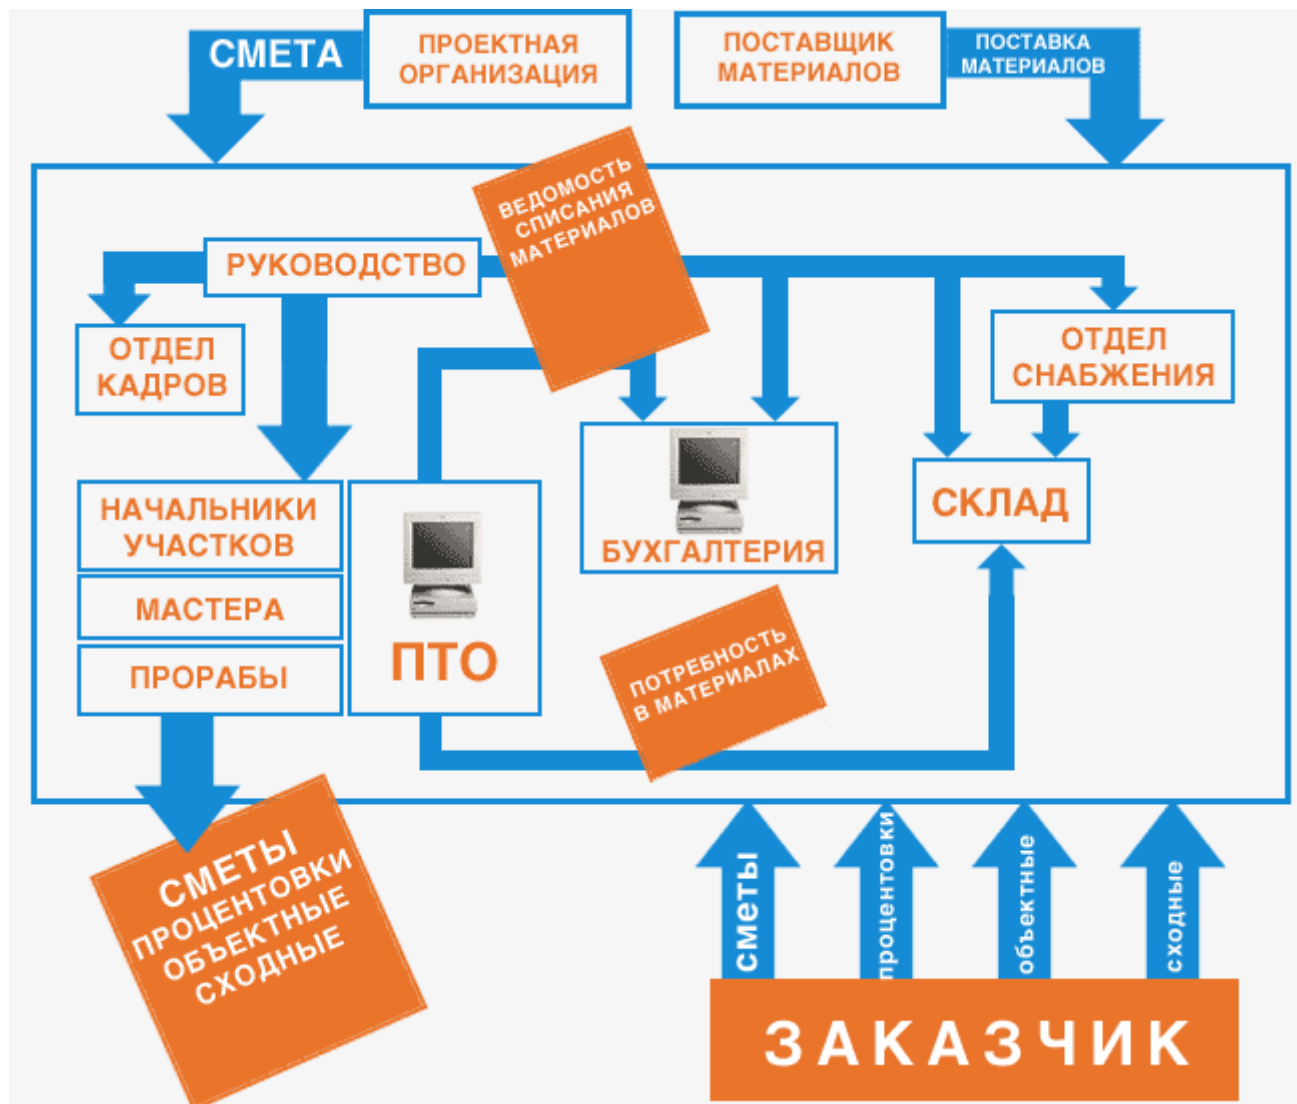 СМЕТА
ПРОЕКТНАЯ
ОРГАНИЗАЦИЯ
ПОСТАВЩИК
МАТЕРИАЛОВ
ПОСТАВКА
МАТЕРИАЛОВ
ВЕДОМОСТЬ
СПИСАНИЯ
МАТЕРИАЛОВ
РУКОВОДСТВО
ОТДЕЛ
КАДРОВ
ОТДЕЛ
СНАБЖЕНИЯ
НАЧАЛЬНИКИ
УЧАСТКОВ
МАСТЕРА
ПРОРАБЫ
ПТО
БУХГАЛТЕРИЯ
СКЛАД
ПОТРЕБНОСТЬ
В МАТЕРИАЛАХ
СМЕТЫ
ПРОЦЕНТОВКИ
ОБЪЕКТНЫЕ
СХОДНЫЕ
сметы
процентовки
объектные
сходные
ЗАКАЗЧИК